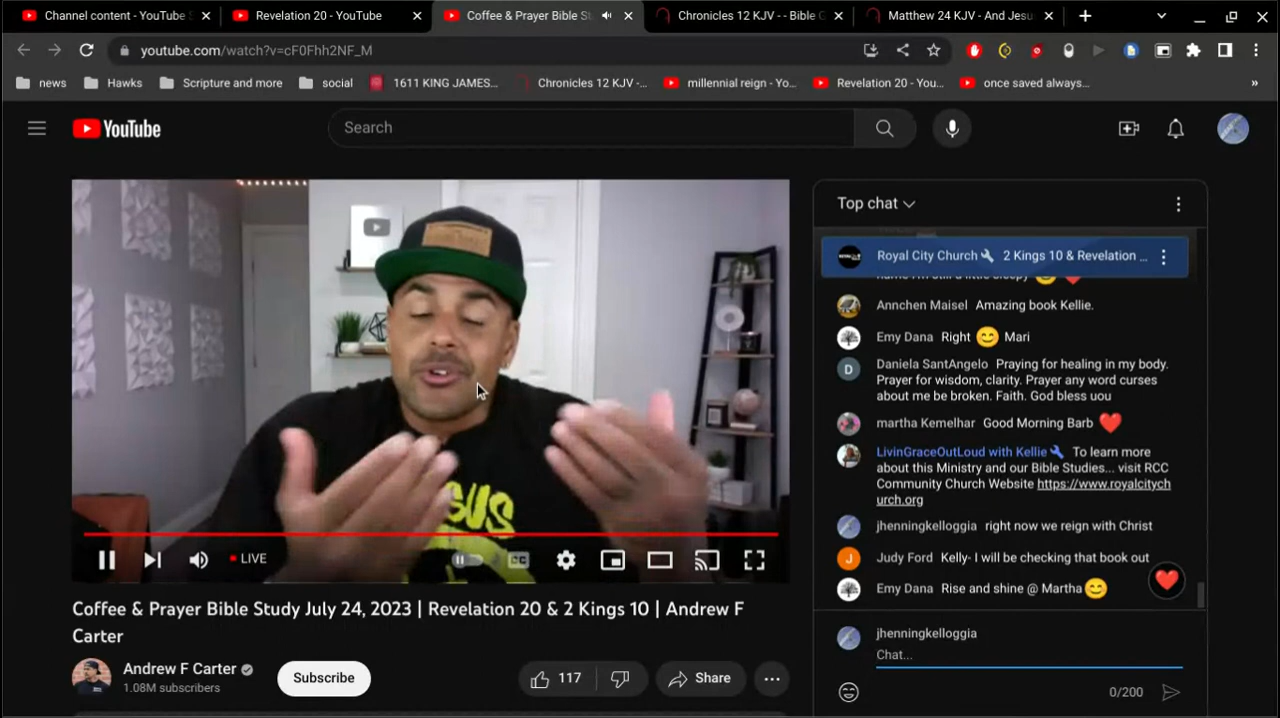 Channel content - YouTube S
Revelation 20 - YouTube
Coffee & Prayer Bible St
Chronicles 12 KJV - - Bible G
Matthew 24 KJV - And Jesu
youtube.com/watch?v=cF0Fhh2NF_M
news
Hawks
Scripture and more
social
1611 KING JAMES...
Chronicles 12 KJV -...
millennial reign - Yo...
Revelation 20 - You...
once saved always...
YouTube
Search
Top chat
Royal City Church 2 Kings 10 & Revelation ...
name I'm still a little sleepy
Annchen Maisel Amazing book Kellie.
Emy Dana Right 😊 Mari
D
Daniela SantAngelo Praying for healing in my body.
Prayer for wisdom, clarity. Prayer any word curses
about me be broken. Faith. God bless uou
martha Kemelhar Good Morning Barb ❤️
LivinGraceOutLoud with Kellie To learn more
about this Ministry and our Bible Studies... visit RCC
Community Church Website https://www.royalcitych
urch.org
jhenningkelloggia right now we reign with Christ
J
Judy Ford Kelly- I will be checking that book out
Emy Dana Rise and shine @ Martha 😊
jhenningkelloggia
Chat...
0/200
LIVE
CC
Coffee & Prayer Bible Study July 24, 2023 | Revelation 20 & 2 Kings 10 | Andrew F
Carter
Andrew F Carter
1.08M subscribers
Subscribe
117
Share